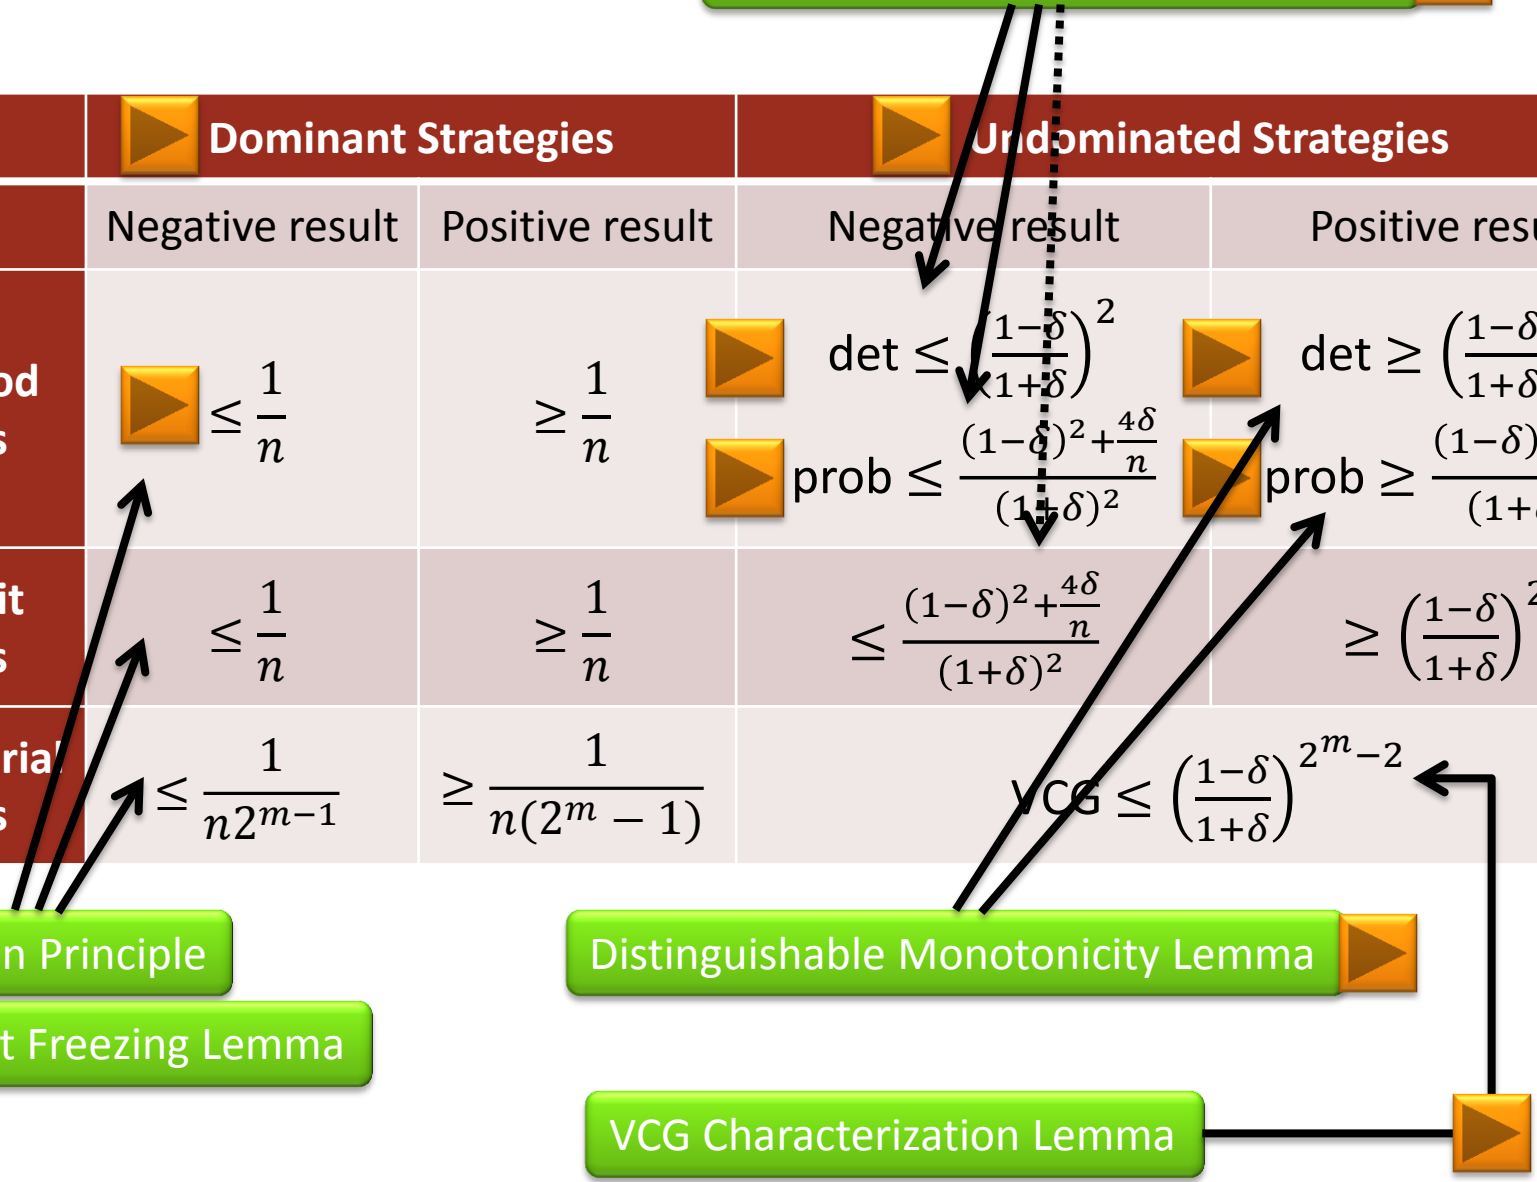 Dominant Strategies
Undominated Strategies
Negative result
Positive result
Negative result
Positive
det ≤ ((1−δ)/(1+δ))^2
det ≥
prob ≤ ((1−δ)^2+4δ/n)/(1+δ)^2
prob ≥
≤ 1/n
≥ 1/n
≤ 1/n
≥ 1/n
≤ ((1−δ)^2+4δ/n)/(1+δ)^2
≥ ((1−δ)/(1+δ))^2
≤ 1/(n2^{m−1})
≥ 1/(n(2^m − 1))
VCG ≤ ((1−δ)/(1+δ))^{2^m−2}
Principle
Distinguishable Monotonicity Lemma
Freezing Lemma
VCG Characterization Lemma